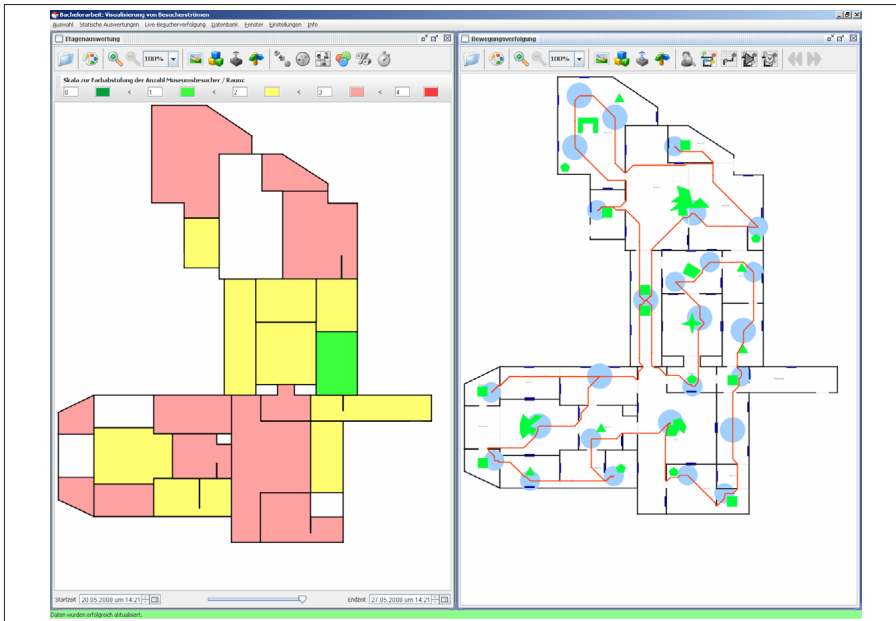 Bachelorarbeit: Visualisierung von Besucherströmen
Auswahl Statische Auswertungen Live-Besucherverfolgung Datenbank Fenster Einstellungen Info
Etagenauswertung
100%
Skala zur Farbabstufung der Anzahl Museumsbesucher / Raum:
0 < 1 < 2 < 3 < 4
Startzeit 20.05.2008 um 14:21 Endzeit 27.05.2008 um 14:21
Bewegungsverfolgung
100%
Daten wurden erfolgreich aktualisiert.